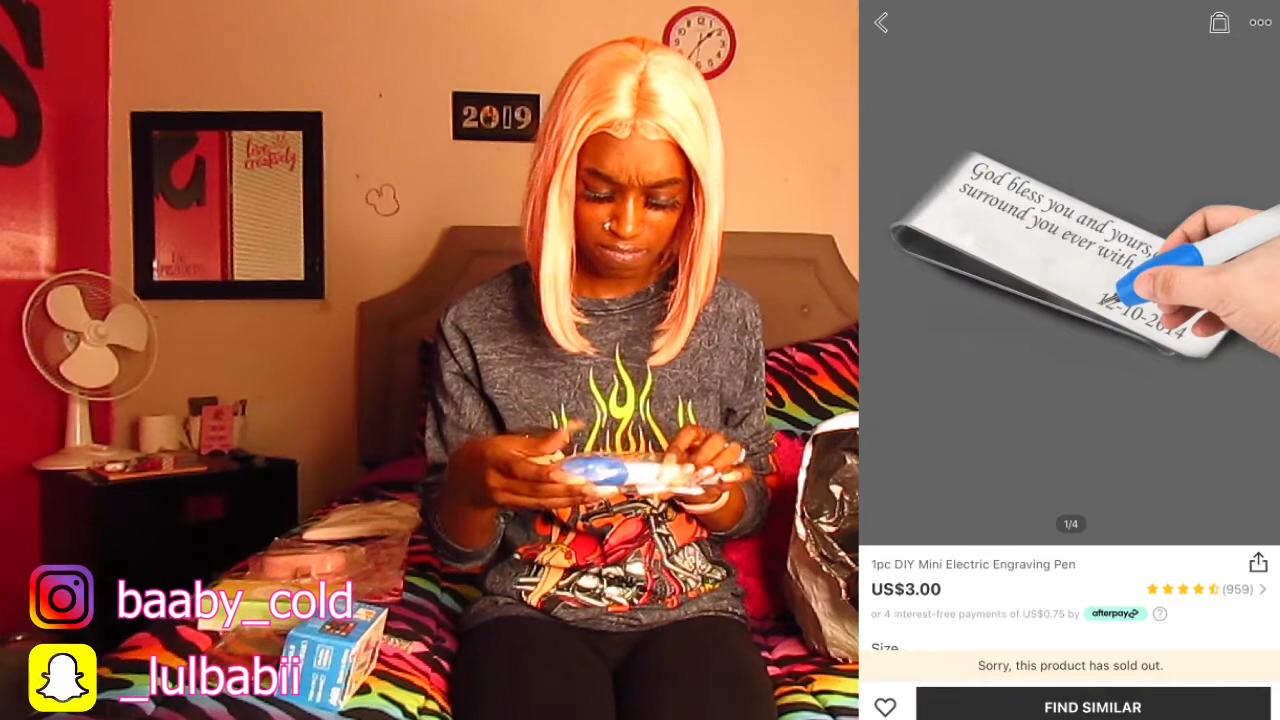 love
creatively
2019
baaby_cold
_lulbabii
God bless you and yours,
surround you ever with
12-10-2014
1/4
1pc DIY Mini Electric Engraving Pen
US$3.00
(959)
or 4 interest-free payments of US$0.75 by afterpay
?
Size
Sorry, this product has sold out.
FIND SIMILAR